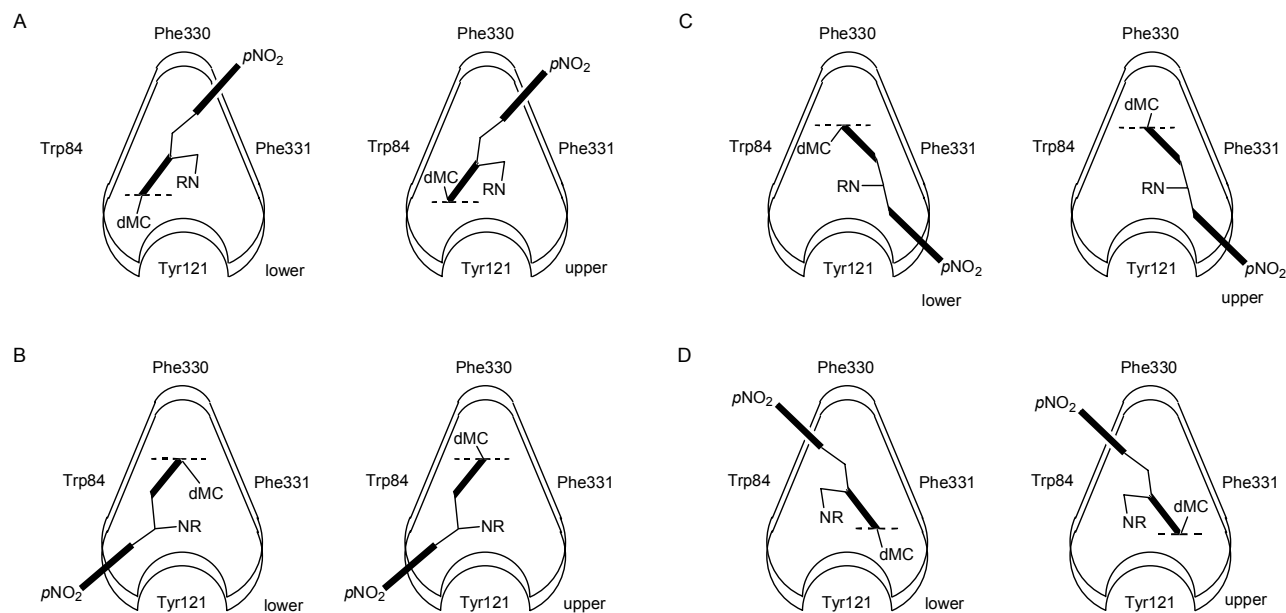 A
Phe330
pNO2
Trp84
Phe331
dMC
RN
Tyr121
lower
Phe330
pNO2
Trp84
Phe331
dMC
RN
Tyr121
upper
C
Phe330
Trp84
Phe331
dMC
RN
Tyr121
pNO2
lower
Phe330
dMC
Trp84
Phe331
RN
Tyr121
pNO2
upper
B
Phe330
Trp84
Phe331
dMC
NR
pNO2
Tyr121
lower
Phe330
dMC
Trp84
Phe331
NR
pNO2
Tyr121
upper
D
Phe330
pNO2
Trp84
Phe331
NR
dMC
Tyr121
lower
Phe330
pNO2
Trp84
Phe331
dMC
NR
Tyr121
upper